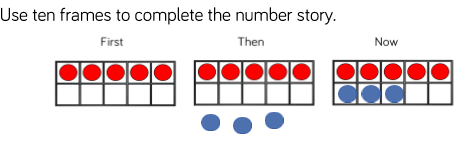 Use ten frames to complete the number story.
First Then Now